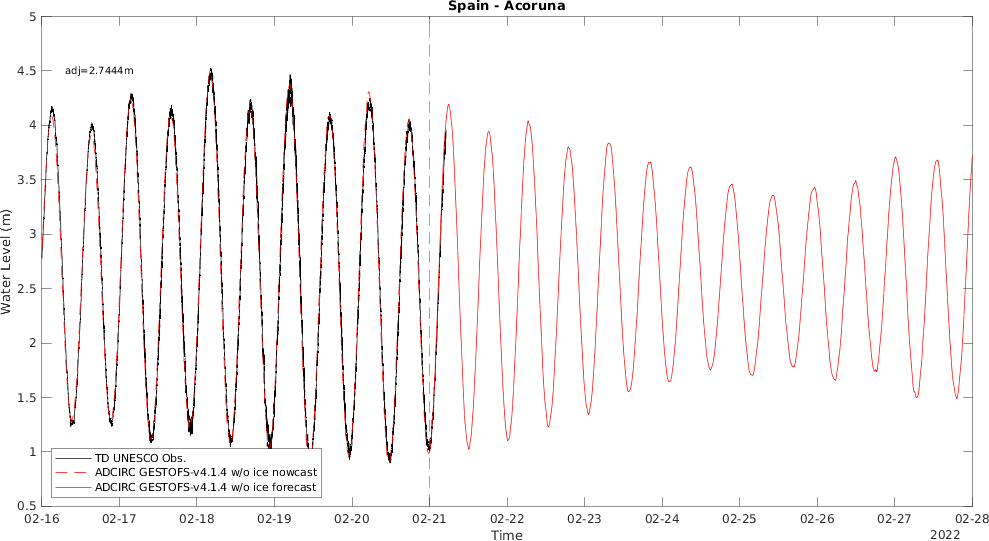 Spain - Acoruna
adj=2.7444m
Water Level (m)
5
4.5
4
3.5
3
2.5
2
1.5
1
0.5
TD UNESCO Obs.
ADCIRC GESTOFS-v4.1.4 w/o ice nowcast
ADCIRC GESTOFS-v4.1.4 w/o ice forecast
02-16 02-17 02-18 02-19 02-20 02-21 02-22 02-23 02-24 02-25 02-26 02-27 02-28
Time
2022